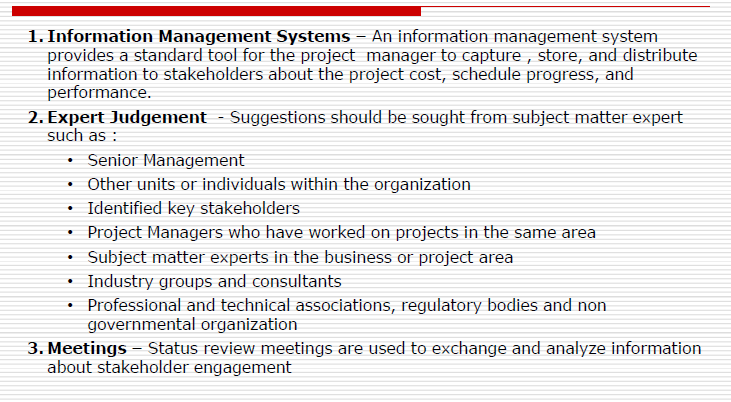 1. Information Management Systems – An information management system
provides a standard tool for the project manager to capture , store, and distribute
information to stakeholders about the project cost, schedule progress, and
performance.
2. Expert Judgement - Suggestions should be sought from subject matter expert
such as :
• Senior Management
• Other units or individuals within the organization
• Identified key stakeholders
• Project Managers who have worked on projects in the same area
• Subject matter experts in the business or project area
• Industry groups and consultants
• Professional and technical associations, regulatory bodies and non
governmental organization
3. Meetings – Status review meetings are used to exchange and analyze information
about stakeholder engagement